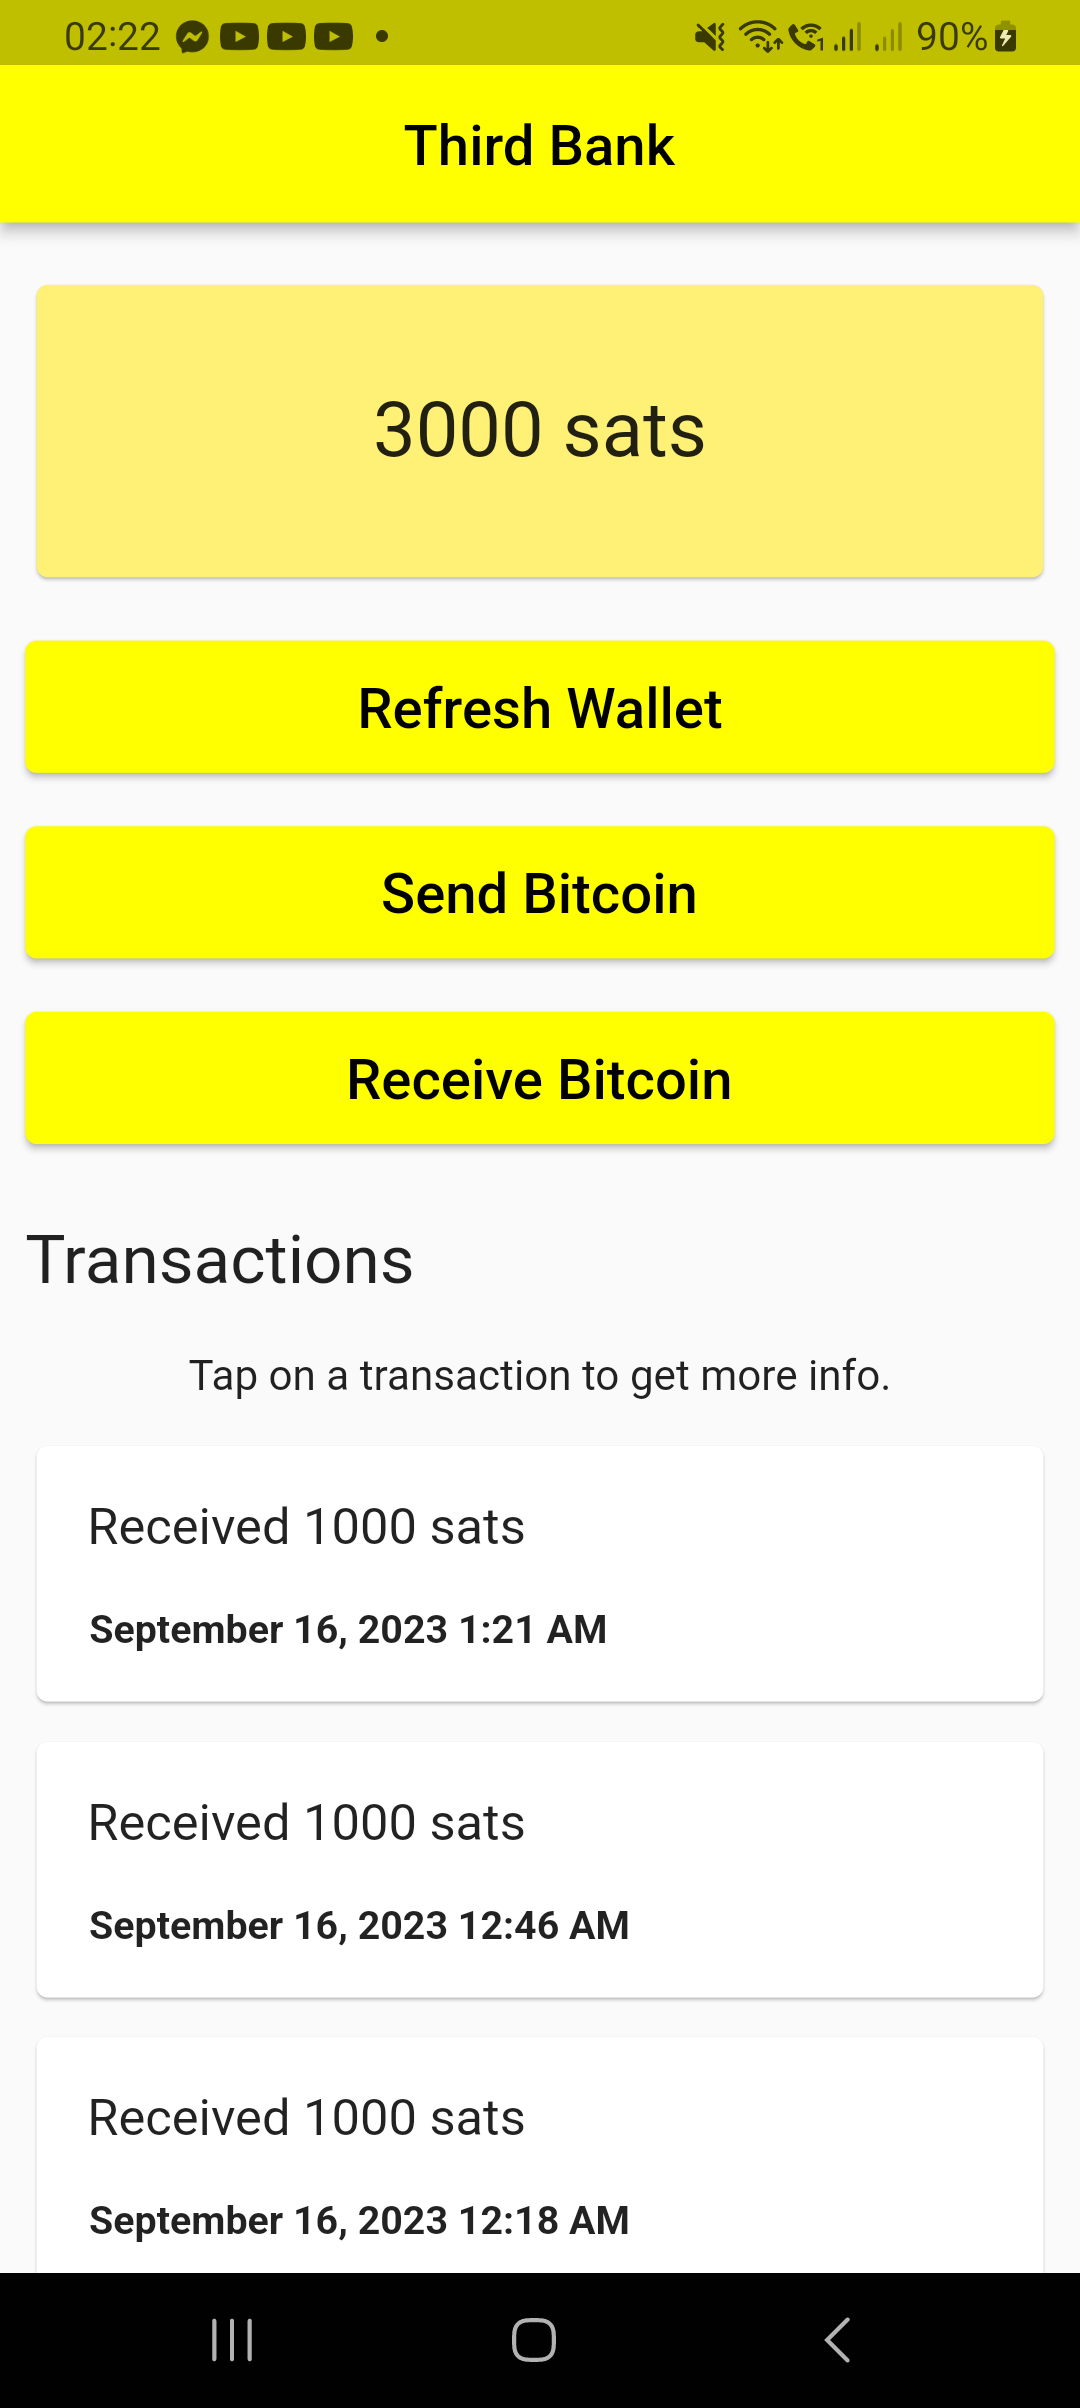 02:22 90%
Third Bank
3000 sats
Refresh Wallet
Send Bitcoin
Receive Bitcoin
Transactions
Tap on a transaction to get more info.
Received 1000 sats
September 16, 2023 1:21 AM
Received 1000 sats
September 16, 2023 12:46 AM
Received 1000 sats
September 16, 2023 12:18 AM